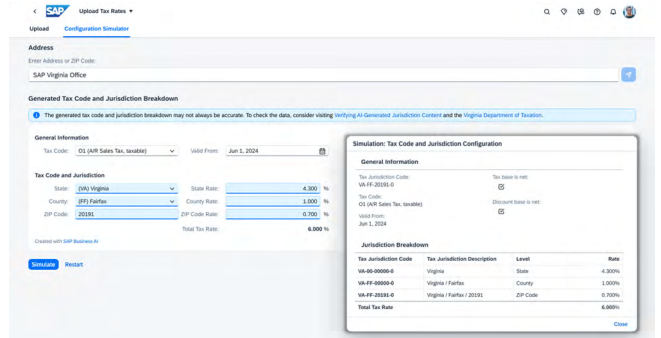 SAP Upload Tax Rates
Upload Configuration Simulator
Address
Enter Address or ZIP Code:
SAP Virginia Office
Generated Tax Code and Jurisdiction Breakdown
The generated tax code and jurisdiction breakdown may not always be accurate. To check the data, consider visiting Verifying AI-Generated Jurisdiction Content and the Virginia Department of Taxation.
General Information
Tax Code: O1 (A/R Sales Tax, taxable) Valid From: Jun 1, 2024
Tax Code and Jurisdiction
State: (VA) Virginia State Rate: 4.300 %
County: (FF) Fairfax County Rate: 1.000 %
ZIP Code: 20191 ZIP Code Rate: 0.700 %
Total Tax Rate: 6.000 %
Created with SAP Business AI
Simulate Restart
Simulation: Tax Code and Jurisdiction Configuration
General Information
Tax Jurisdiction Code: Tax base is net:
VA-FF-20191-0
Tax Code: Discount base is net:
O1 (A/R Sales Tax, taxable)
Valid From:
Jun 1, 2024
Jurisdiction Breakdown
Tax Jurisdiction Code Tax Jurisdiction Description Level Rate
VA-00-00000-0 Virginia State 4.300%
VA-FF-00000-0 Virginia / Fairfax County 1.000%
VA-FF-20191-0 Virginia / Fairfax / 20191 ZIP Code 0.700%
Total Tax Rate 6.000%
Close